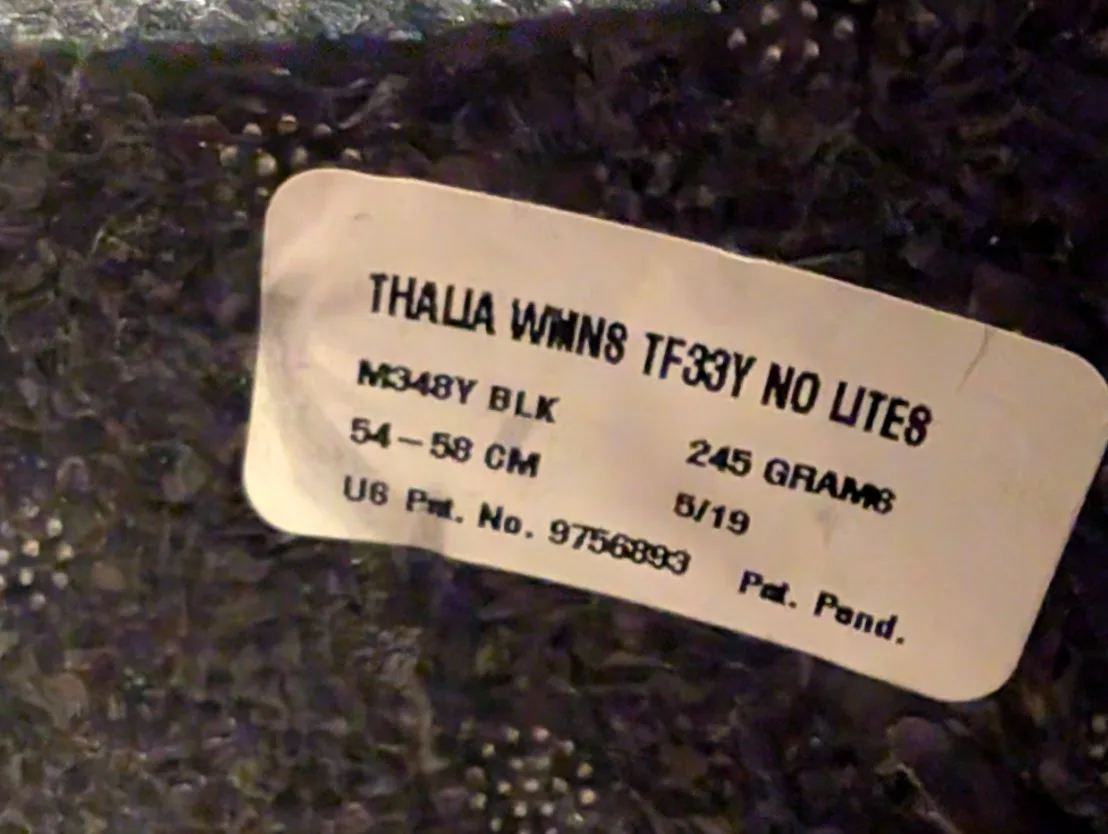 THALIA WMNS TF33Y NO LITES
M348Y BLK 245 GRAMS
54-58 CM 5/19
US Pat. No. 9756893 Pat. Pend.